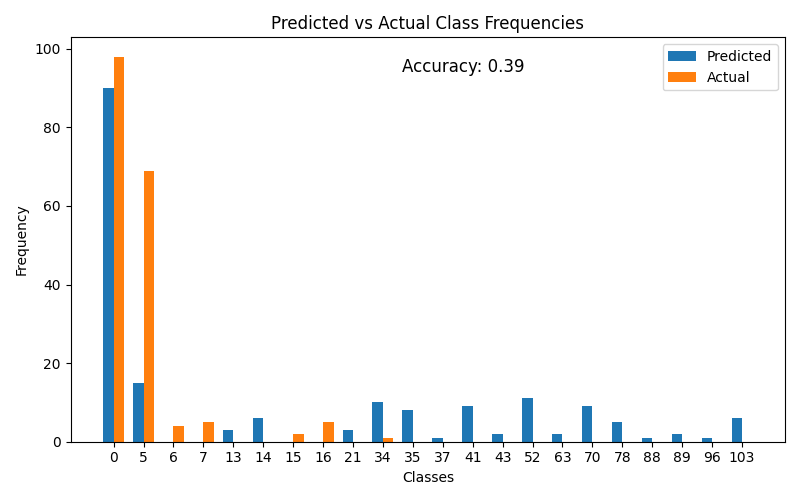 Predicted vs Actual Class Frequencies
Accuracy: 0.39
Predicted
Actual
100
80
60
40
20
0
Frequency
0 5 6 7 13 14 15 16 21 34 35 37 41 43 52 63 70 78 88 89 96 103
Classes